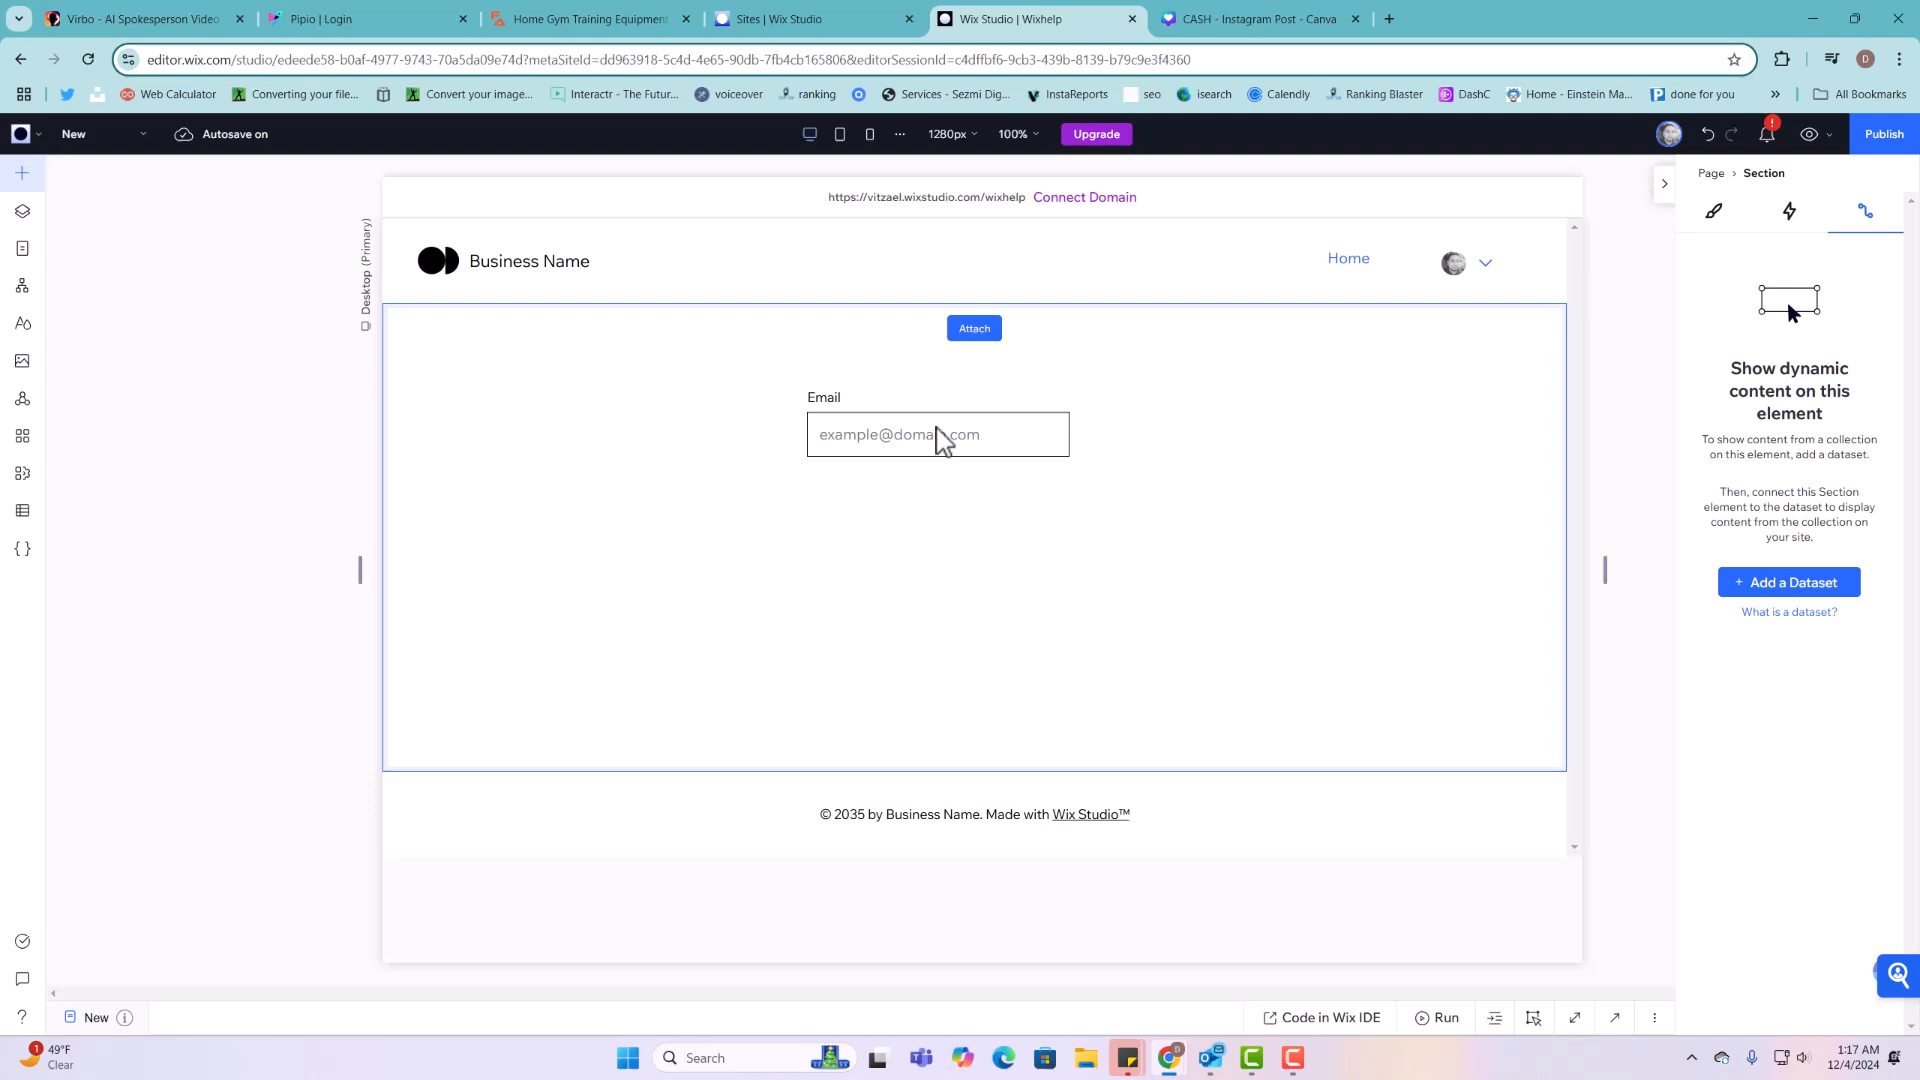 Virbo - AI Spokesperson Video
Pipio | Login
Home Gym Training Equipment
Sites | Wix Studio
Wix Studio | Wixhelp
CASH - Instagram Post - Canva
editor.wix.com/studio/edeede58-b0af-4977-9743-70a5da09e74d?metaSiteId=dd963918-5c4d-4e65-90db-7fb4cb165806&editorSessionId=c4dffbf6-9cb3-439b-8139-b79c9e3f4360
D
Web Calculator
Converting your file...
Convert your image...
Interactr - The Futur...
voiceover
ranking
Services - Sezmi Dig...
InstaReports
seo
isearch
Calendly
Ranking Blaster
DashC
Home - Einstein Ma...
done for you
All Bookmarks
New
Autosave on
1280px
100%
Upgrade
Publish
Page > Section
https://vitzael.wixstudio.com/wixhelp Connect Domain
Desktop (Primary)
Business Name
Home
Attach
Email
example@domain.com
© 2035 by Business Name. Made with Wix Studio™
Show dynamic
content on this
element
To show content from a collection
on this element, add a dataset.
Then, connect this Section
element to the dataset to display
content from the collection on
your site.
+ Add a Dataset
What is a dataset?
New
Code in Wix IDE
Run
1
49°F
Clear
Search
1:17 AM
12/4/2024